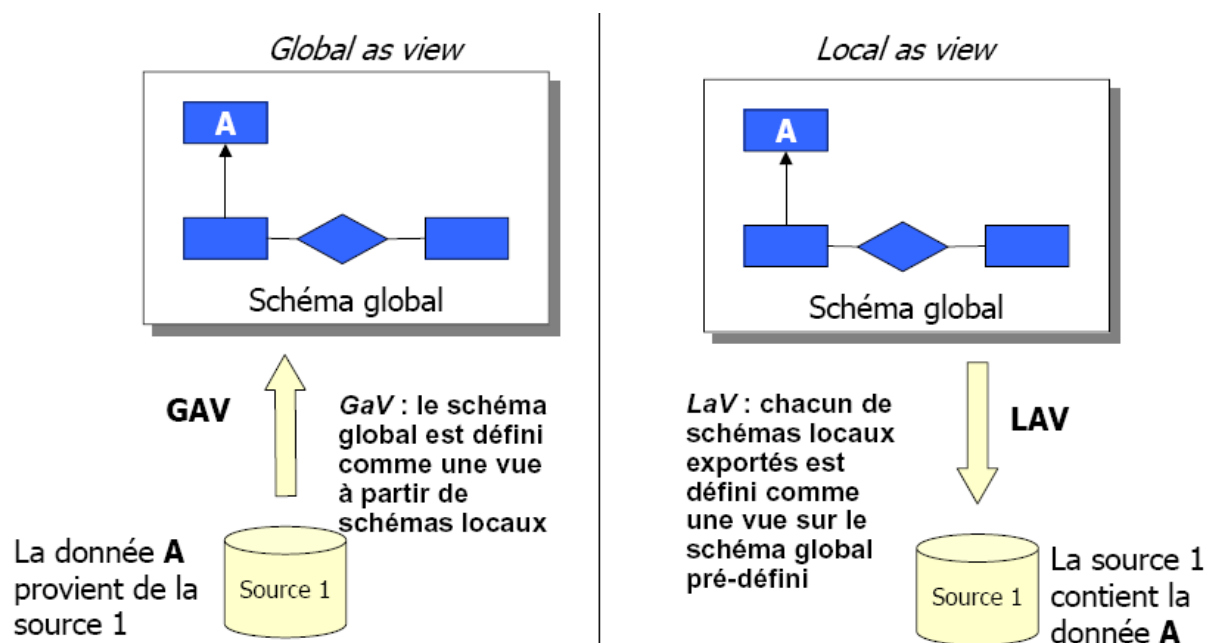 Global as view
A
Schéma global
GAV
GaV : le schéma
global est défini
comme une vue
à partir de
schémas locaux
La donnée A
provient de la
source 1
Source 1
Local as view
A
Schéma global
LaV : chacun de
schémas locaux
exportés est
défini comme
une vue sur le
schéma global
pré-défini
LAV
Source 1
La source 1
contient la
donnée A